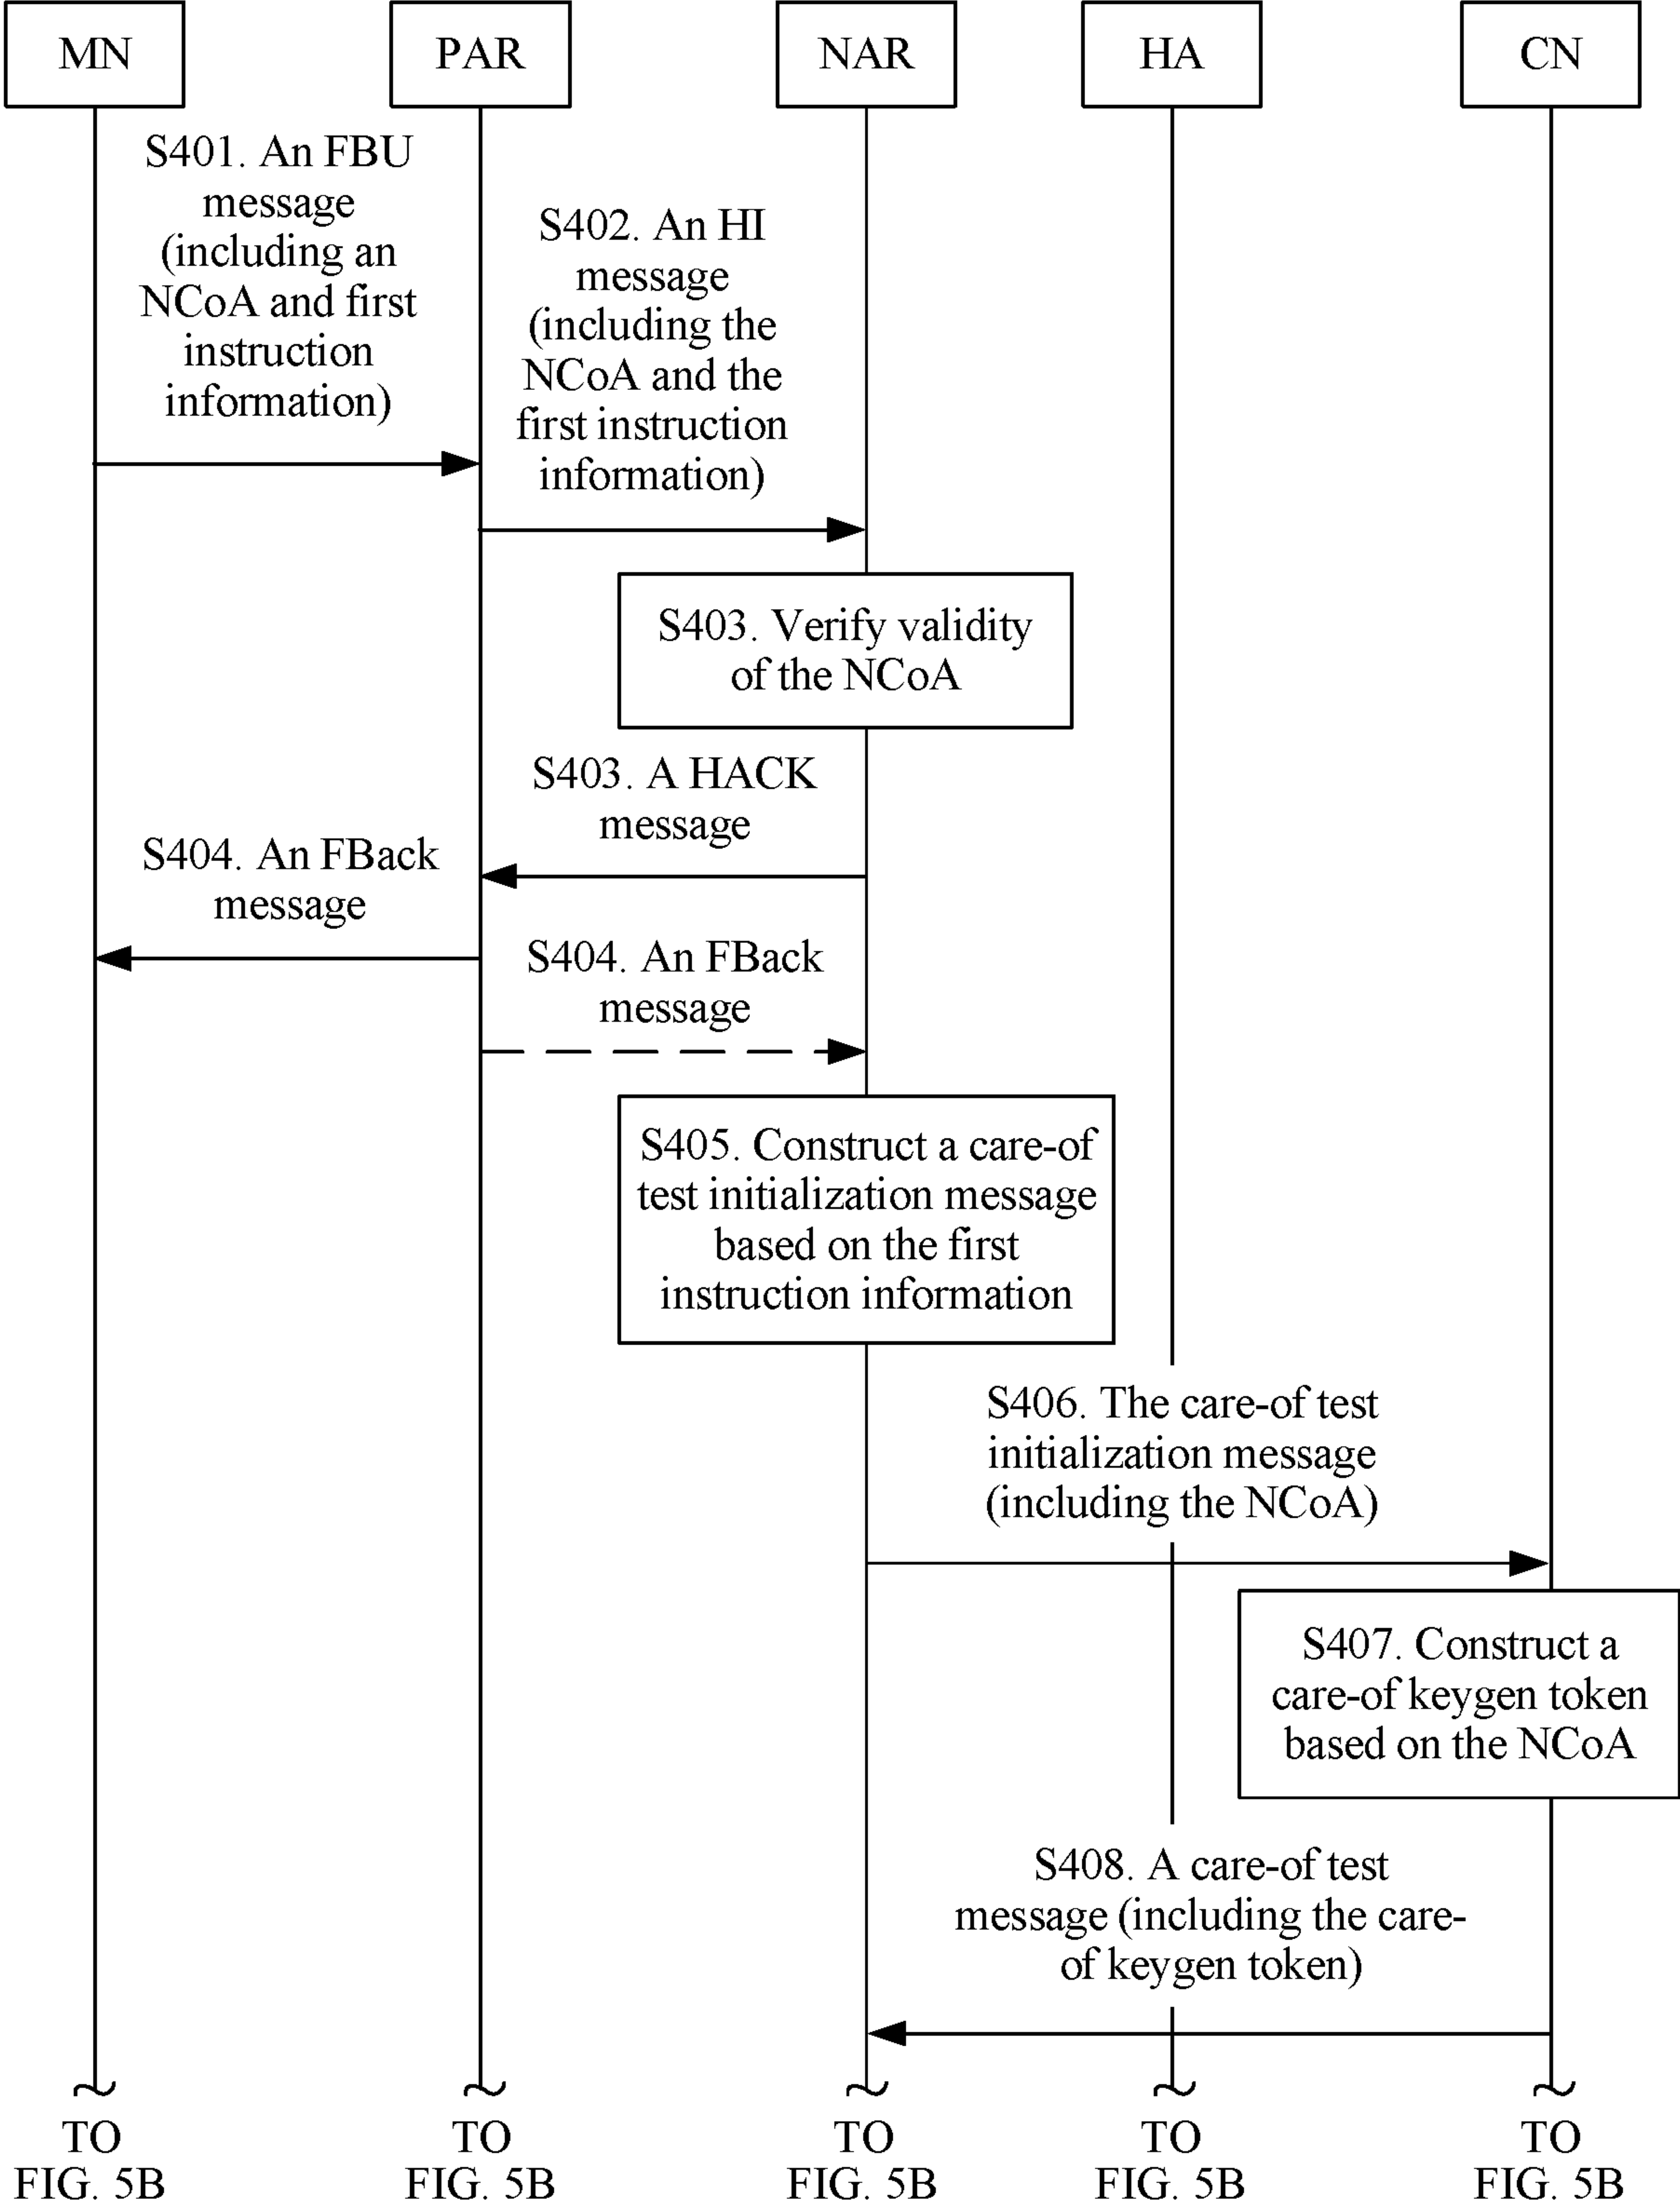 MN
PAR
NAR
HA
CN
S401. An FBU
message
(including an
NCoA and first
instruction
information)
S402. An HI
message
(including the
NCoA and the
first instruction
information)
S403. Verify validity
of the NCoA
S403. A HACK
message
S404. An FBack
message
S404. An FBack
message
S405. Construct a care-of
test initialization message
based on the first
instruction information
S406. The care-of test
initialization message
(including the NCoA)
S407. Construct a
care-of keygen token
based on the NCoA
S408. A care-of test
message (including the care-
of keygen token)
TO
FIG. 5B
TO
FIG. 5B
TO
FIG. 5B
TO
FIG. 5B
TO
FIG. 5B